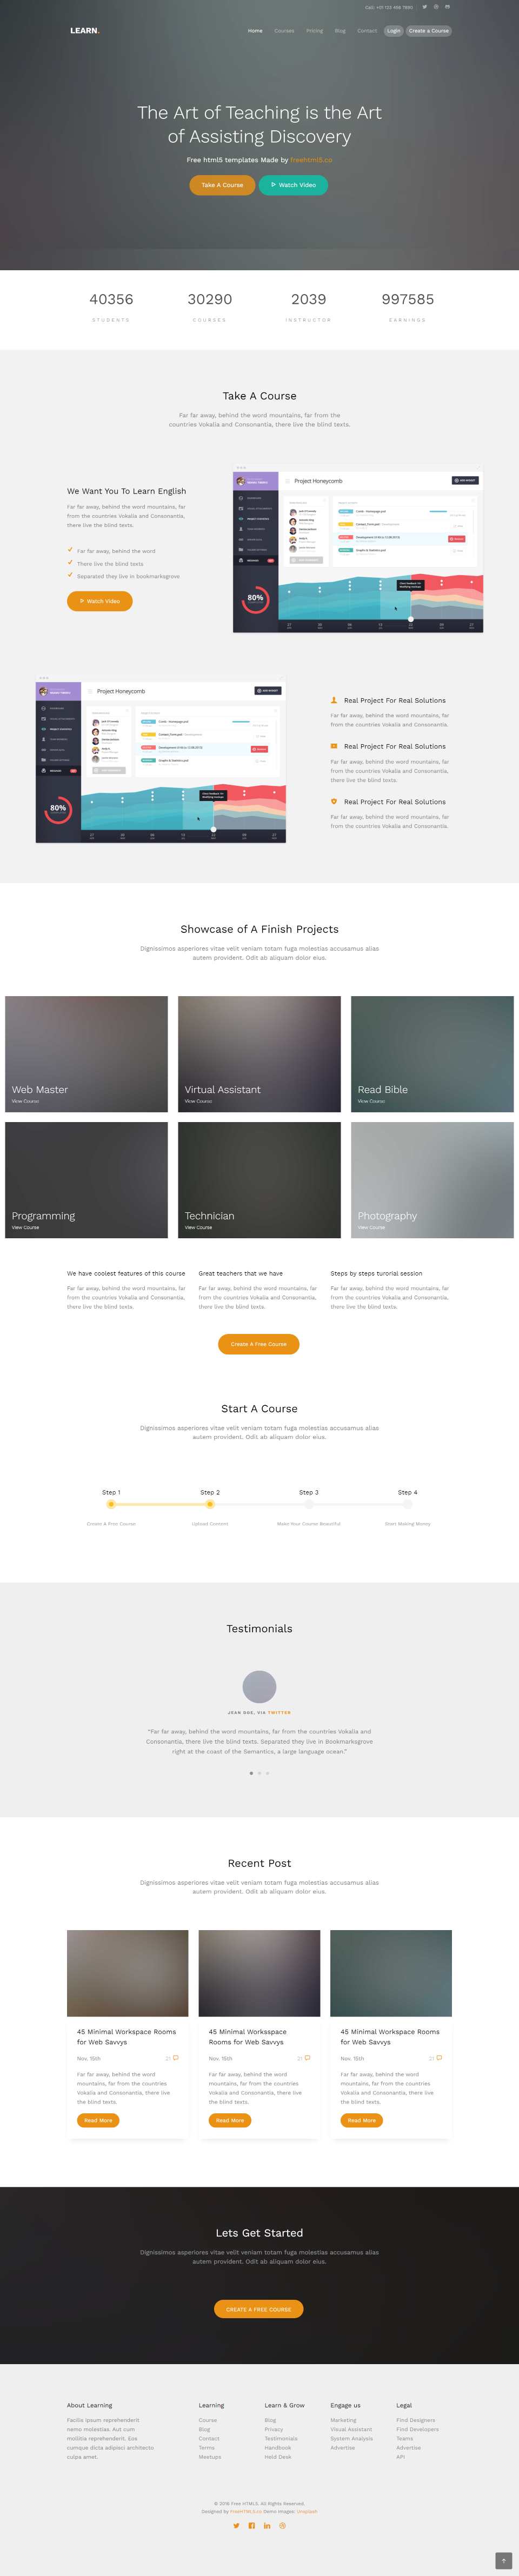 Call: +01 123 456 7890
LEARN.
Home Courses Pricing Blog Contact Login Create a Course
The Art of Teaching is the Art
of Assisting Discovery
Free html5 templates Made by freehtml5.co
Take A Course Watch Video
40356 30290 2039 997585
STUDENTS COURSES INSTRUCTOR EARNINGS
Take A Course
Far far away, behind the word mountains, far from the
countries Vokalia and Consonantia, there live the blind texts.
We Want You To Learn English
Far far away, behind the word mountains, far
from the countries Vokalia and Consonantia,
there live the blind texts.
Far far away, behind the word
There live the blind texts
Separated they live in bookmarksgrove
Watch Video
Project Honeycomb
80%
Project Honeycomb
80%
Real Project For Real Solutions
Far far away, behind the word mountains, far
from the countries Vokalia and Consonantia.
Real Project For Real Solutions
Far far away, behind the word mountains, far
from the countries Vokalia and Consonantia,
there live the blind texts.
Real Project For Real Solutions
Far far away, behind the word mountains, far
from the countries Vokalia and Consonantia.
Showcase of A Finish Projects
Dignissimos asperiores vitae velit veniam totam fuga molestias accusamus alias
autem provident. Odit ab aliquam dolor eius.
Web Master
View Course
Virtual Assistant
View Course
Read Bible
View Course
Programming
View Course
Technician
View Course
Photography
View Course
We have coolest features of this course
Far far away, behind the word mountains, far
from the countries Vokalia and Consonantia,
there live the blind texts.
Great teachers that we have
Far far away, behind the word mountains, far
from the countries Vokalia and Consonantia,
there live the blind texts.
Steps by steps turorial session
Far far away, behind the word mountains, far
from the countries Vokalia and Consonantia,
there live the blind texts.
Create A Free Course
Start A Course
Dignissimos asperiores vitae velit veniam totam fuga molestias accusamus alias
autem provident. Odit ab aliquam dolor eius.
Step 1 Step 2 Step 3 Step 4
Create A Free Course Upload Content Make Your Course Beautiful Start Making Money
Testimonials
JEAN DOE, VIA TWITTER
“Far far away, behind the word mountains, far from the countries Vokalia and
Consonantia, there live the blind texts. Separated they live in Bookmarksgrove
right at the coast of the Semantics, a large language ocean.”
Recent Post
Dignissimos asperiores vitae velit veniam totam fuga molestias accusamus alias
autem provident. Odit ab aliquam dolor eius.
45 Minimal Workspace Rooms
for Web Savvys
Nov. 15th 21
Far far away, behind the word
mountains, far from the countries
Vokalia and Consonantia, there live
the blind texts.
Read More
45 Minimal Worksspace
Rooms for Web Savvys
Nov. 15th 21
Far far away, behind the word
mountains, far from the countries
Vokalia and Consonantia, there live
the blind texts.
Read More
45 Minimal Workspace Rooms
for Web Savvys
Nov. 15th 21
Far far away, behind the word
mountains, far from the countries
Vokalia and Consonantia, there live
the blind texts.
Read More
Lets Get Started
Dignissimos asperiores vitae velit veniam totam fuga molestias accusamus alias
autem provident. Odit ab aliquam dolor eius.
CREATE A FREE COURSE
About Learning
Facilis ipsum reprehenderit
nemo molestias. Aut cum
mollitia reprehenderit. Eos
cumque dicta adipisci architecto
culpa amet.
Learning
Course
Blog
Contact
Terms
Meetups
Learn & Grow
Blog
Privacy
Testimonials
Handbook
Held Desk
Engage us
Marketing
Visual Assistant
System Analysis
Advertise
Legal
Find Designers
Find Developers
Teams
Advertise
API
© 2016 Free HTML5. All Rights Reserved.
Designed by FreeHTML5.co Demo Images: Unsplash